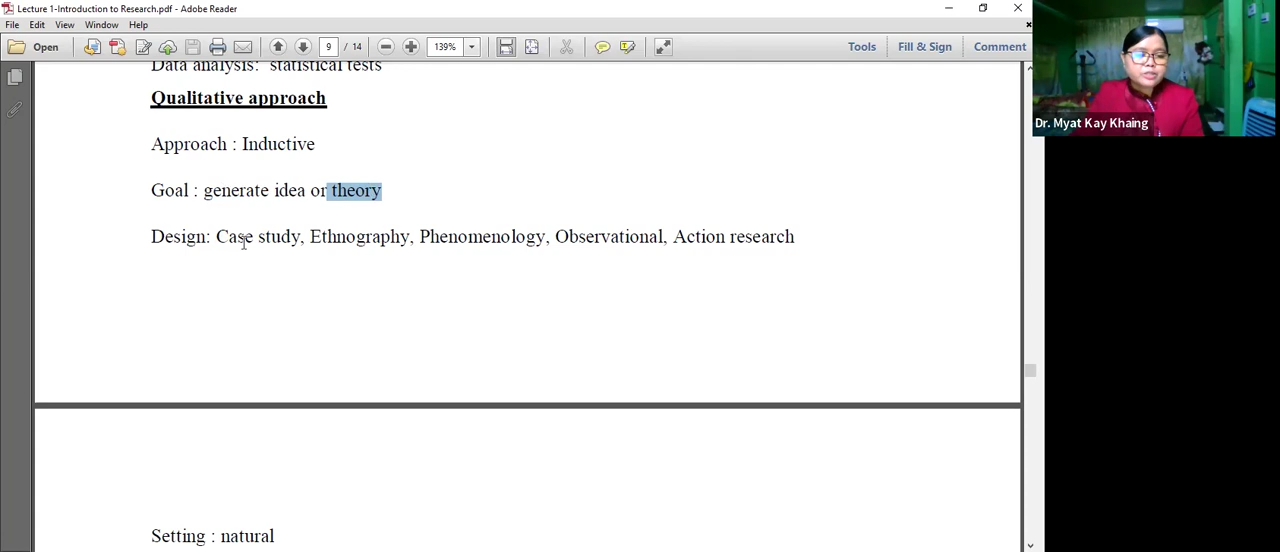 Lecture 1-Introduction to Research.pdf - Adobe Reader
File Edit View Window Help
Open 9 / 14 139% Tools Fill & Sign Comment
Data analysis: statistical tests
Qualitative approach
Approach : Inductive
Goal : generate idea or theory
Design: Case study, Ethnography, Phenomenology, Observational, Action research
Setting : natural
Dr. Myat Kay Khaing